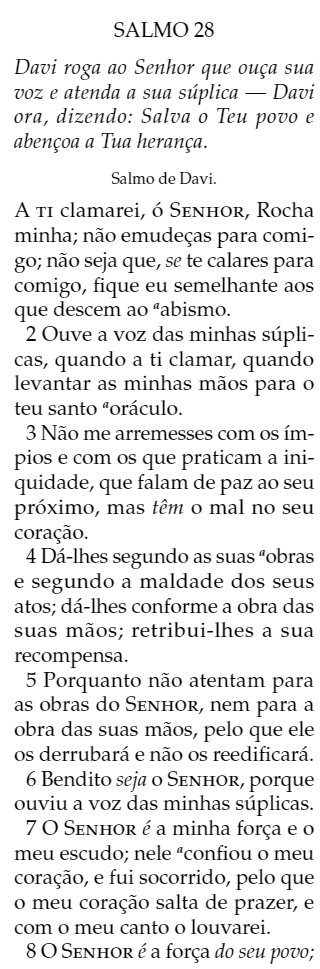 SALMO 28
Davi roga ao Senhor que ouça sua
voz e atenda a sua súplica — Davi
ora, dizendo: Salva o Teu povo e
abençoa a Tua herança.
Salmo de Davi.
A TI clamarei, ó SENHOR, Rocha
minha; não emudeças para comi-
go; não seja que, se te calares para
comigo, fique eu semelhante aos
que descem ao ᵃabismo.
2 Ouve a voz das minhas súpli-
cas, quando a ti clamar, quando
levantar as minhas mãos para o
teu santo ᵃoráculo.
3 Não me arremesses com os ím-
pios e com os que praticam a ini-
quidade, que falam de paz ao seu
próximo, mas têm o mal no seu
coração.
4 Dá-lhes segundo as suas ᵃobras
e segundo a maldade dos seus
atos; dá-lhes conforme a obra das
suas mãos; retribui-lhes a sua
recompensa.
5 Porquanto não atentam para
as obras do SENHOR, nem para a
obra das suas mãos, pelo que ele
os derrubará e não os reedificará.
6 Bendito seja o SENHOR, porque
ouviu a voz das minhas súplicas.
7 O SENHOR é a minha força e o
meu escudo; nele ᵃconfiou o meu
coração, e fui socorrido, pelo que
o meu coração salta de prazer, e
com o meu canto o louvarei.
8 O SENHOR é a força do seu povo;